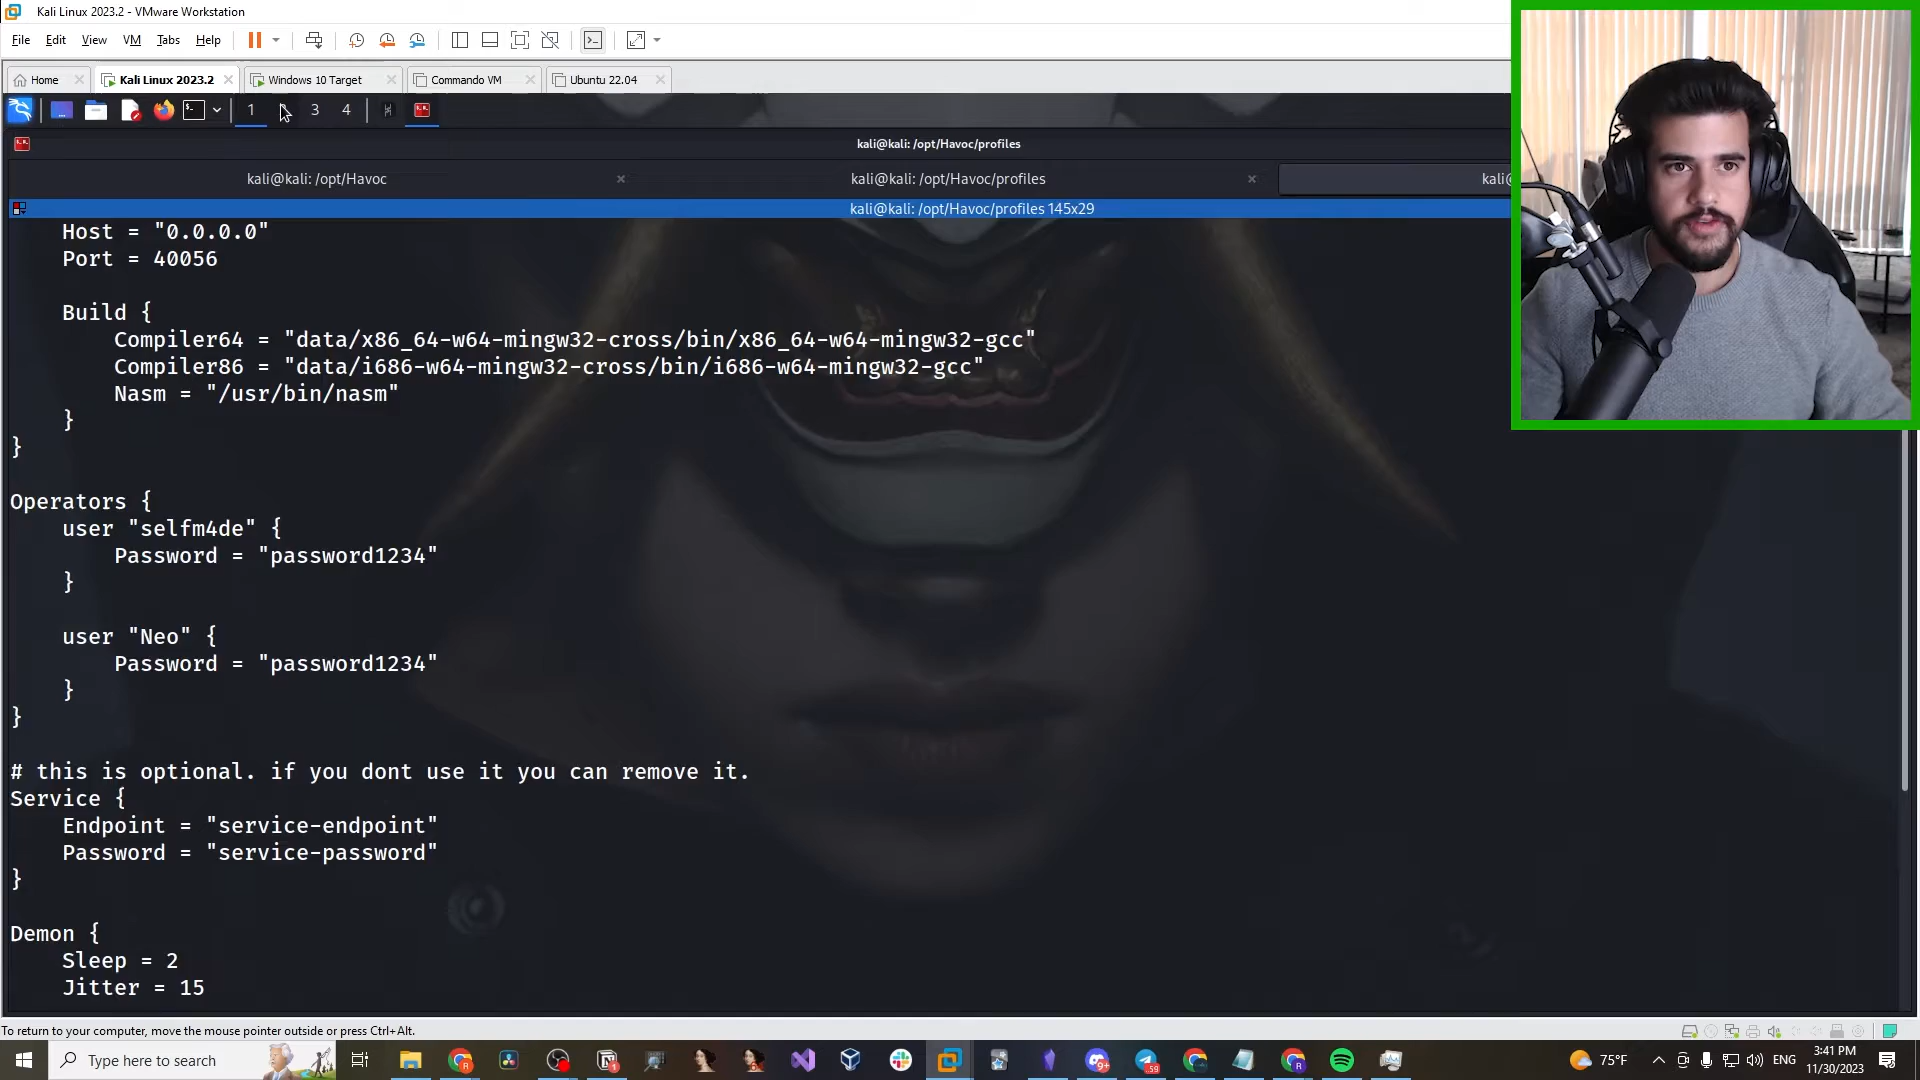 Kali Linux 2023.2 - VMware Workstation
File Edit View VM Tabs Help
Home Kali Linux 2023.2 Windows 10 Target Commando VM Ubuntu 22.04
1 2 3 4
kali@kali: /opt/Havoc/profiles
kali@kali: /opt/Havoc kali@kali: /opt/Havoc/profiles
kali@kali: /opt/Havoc/profiles 145x29
Host = "0.0.0.0"
Port = 40056
Build {
Compiler64 = "data/x86_64-w64-mingw32-cross/bin/x86_64-w64-mingw32-gcc"
Compiler86 = "data/i686-w64-mingw32-cross/bin/i686-w64-mingw32-gcc"
Nasm = "/usr/bin/nasm"
}
}
Operators {
user "selfm4de" {
Password = "password1234"
}
user "Neo" {
Password = "password1234"
}
}
# this is optional. if you dont use it you can remove it.
Service {
Endpoint = "service-endpoint"
Password = "service-password"
}
Demon {
Sleep = 2
Jitter = 15
To return to your computer, move the mouse pointer outside or press Ctrl+Alt.
Type here to search
75°F
ENG
3:41 PM
11/30/2023